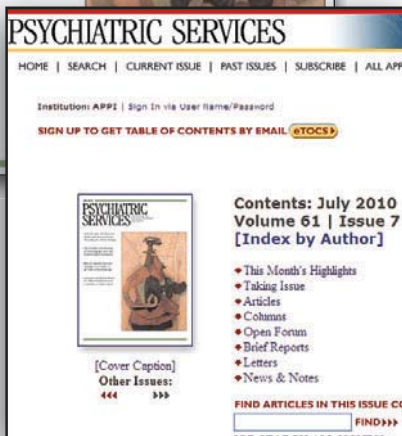 PSYCHIATRIC SERVICES
HOME | SEARCH | CURRENT ISSUE | PAST ISSUES | SUBSCRIBE | ALL APP
Institution: APPI | Sign In via User Name/Password
SIGN UP TO GET TABLE OF CONTENTS BY EMAIL eTOCS
PSYCHIATRIC
SERVICES
[Cover Caption]
Other Issues:
Contents: July 2010
Volume 61 | Issue 7
[Index by Author]
This Month's Highlights
Taking Issue
Articles
Columns
Open Forum
Brief Reports
Letters
News & Notes
FIND ARTICLES IN THIS ISSUE CO
FIND